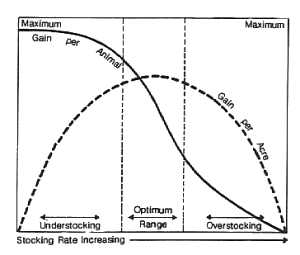 Maximum
Maximum
Gain per Animal
Gain per Acre
Optimum
Understocking
Range
Overstocking
Stocking Rate Increasing